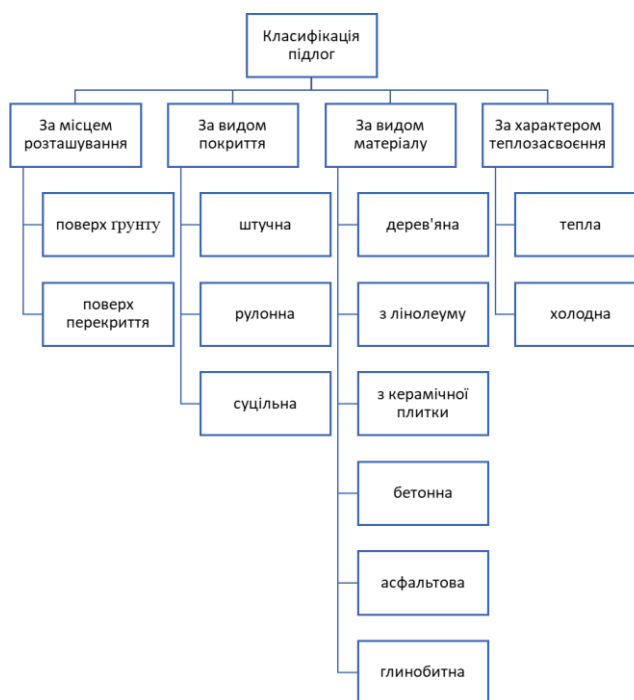 Класифікація
підлог
За місцем
розташування
поверх ґрунту
поверх
перекриття
За видом
покриття
штучна
рулонна
суцільна
За видом
матеріалу
дерев'яна
з лінолеуму
з керамічної
плитки
бетонна
асфальтова
глинобитна
За характером
теплозасвоєння
тепла
холодна